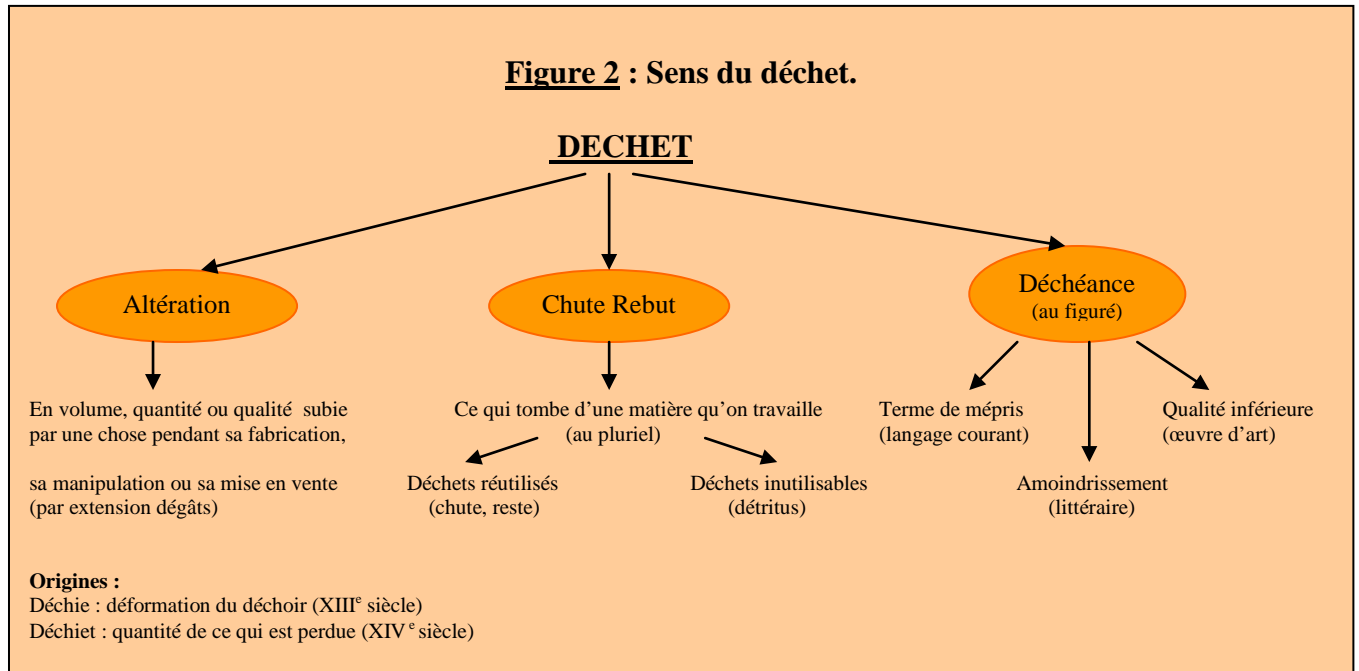 Figure 2 : Sens du déchet.
DECHET
Altération
Chute Rebut
Déchéance
(au figuré)
En volume, quantité ou qualité subie
par une chose pendant sa fabrication,
sa manipulation ou sa mise en vente
(par extension dégâts)
Ce qui tombe d’une matière qu’on travaille
(au pluriel)
Déchets réutilisés
(chute, reste)
Déchets inutilisables
(détritus)
Terme de mépris
(langage courant)
Qualité inférieure
(œuvre d’art)
Amoindrissement
(littéraire)
Origines :
Déchie : déformation du déchoir (XIIIe siècle)
Déchiet : quantité de ce qui est perdue (XIV e siècle)